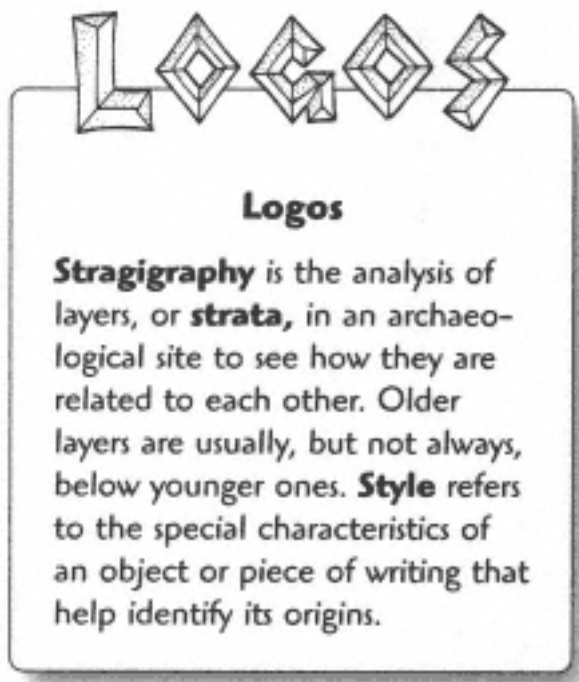 LOGOS
Logos
Stragigraphy is the analysis of
layers, or strata, in an archaeo-
logical site to see how they are
related to each other. Older
layers are usually, but not always,
below younger ones. Style refers
to the special characteristics of
an object or piece of writing that
help identify its origins.